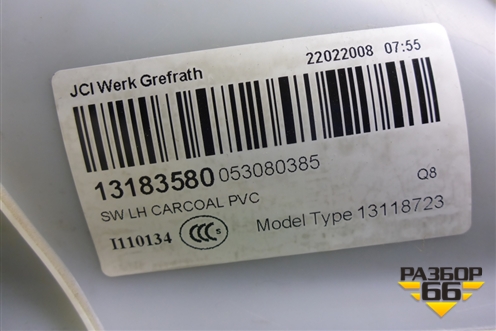 JCI Werk Grefrath
22022008 07:55
13183580 053080385
SW LH CARCOAL PVC
Q8
I110134 CCC S
Model Type 13118723
РАЗБОР
66